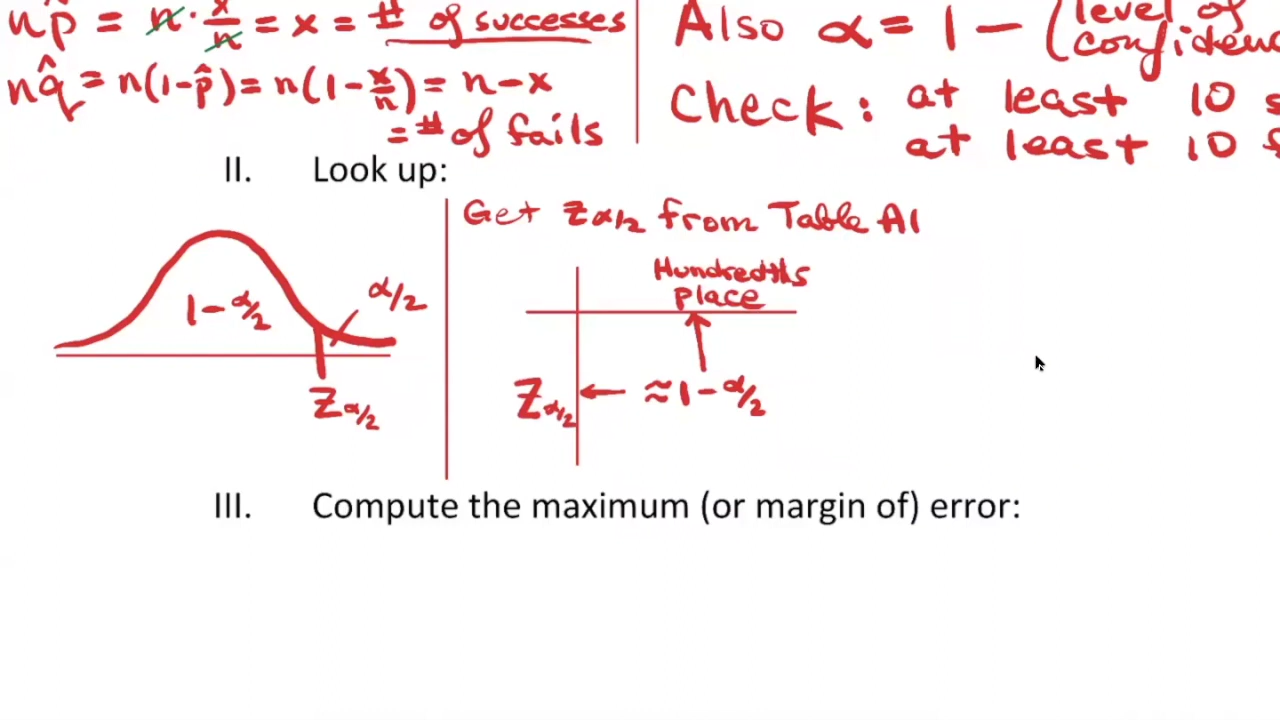 np̂ = n · x/n = x = # of successes
nq̂ = n(1-p̂) = n(1-x/n) = n-x
= # of fails
Also α = 1 - (level of
confidenc
Check: at least 10 s
at least 10 f
II. Look up:
Get Zα/2 from Table A1
1-α/2
α/2
Zα/2
Hundredths
place
Zα/2 ← ≈1-α/2
III. Compute the maximum (or margin of) error: